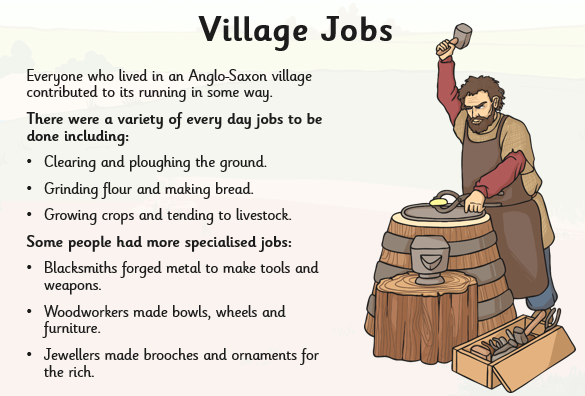 Village Jobs
Everyone who lived in an Anglo-Saxon village
contributed to its running in some way.
There were a variety of every day jobs to be
done including:
• Clearing and ploughing the ground.
• Grinding flour and making bread.
• Growing crops and tending to livestock.
Some people had more specialised jobs:
• Blacksmiths forged metal to make tools and
weapons.
• Woodworkers made bowls, wheels and
furniture.
• Jewellers made brooches and ornaments for
the rich.